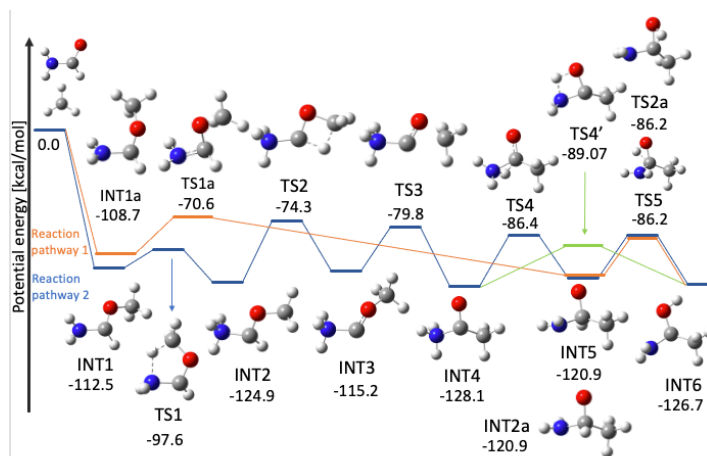 Potential energy [kcal/mol]
0.0
INT1a
-108.7
TS1a
-70.6
TS2
-74.3
TS3
-79.8
TS4
-86.4
TS4′
-89.07
TS2a
-86.2
TS5
-86.2
Reaction
pathway 1
Reaction
pathway 2
INT1
-112.5
TS1
-97.6
INT2
-124.9
INT3
-115.2
INT4
-128.1
INT5
-120.9
INT2a
-120.9
INT6
-126.7